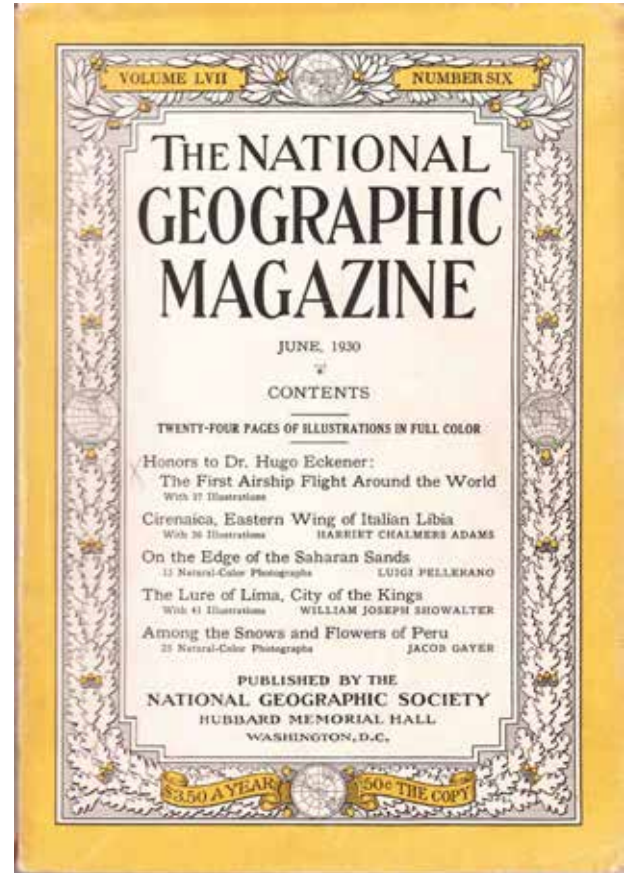 VOLUME LVII
NUMBER SIX
THE NATIONAL
GEOGRAPHIC
MAGAZINE
JUNE, 1930
CONTENTS
TWENTY-FOUR PAGES OF ILLUSTRATIONS IN FULL COLOR
Honors to Dr. Hugo Eckener:
The First Airship Flight Around the World
With 37 Illustrations
Cirenaica, Eastern Wing of Italian Libia
With 36 Illustrations HARRIET CHALMERS ADAMS
On the Edge of the Saharan Sands
13 Natural-Color Photographs LUIGI PELLERANO
The Lure of Lima, City of the Kings
With 41 Illustrations WILLIAM JOSEPH SHOWALTER
Among the Snows and Flowers of Peru
25 Natural-Color Photographs JACOB GAYER
PUBLISHED BY THE
NATIONAL GEOGRAPHIC SOCIETY
HUBBARD MEMORIAL HALL
WASHINGTON, D.C.
$3.50 A YEAR
50¢ THE COPY